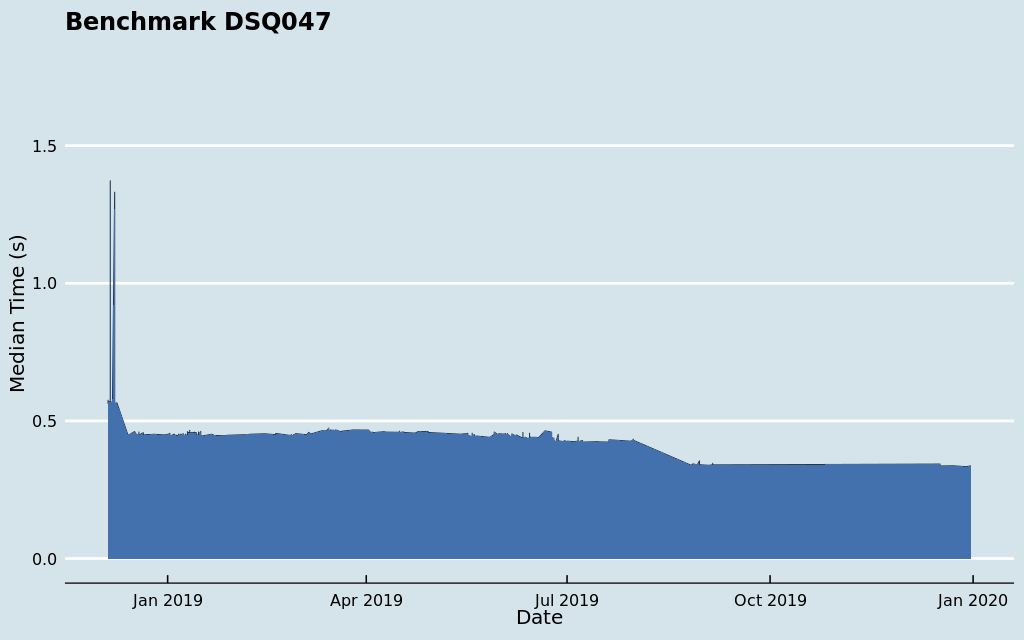 Benchmark DSQ047
Median Time (s)
1.5
1.0
0.5
0.0
Jan 2019
Apr 2019
Jul 2019
Oct 2019
Jan 2020
Date